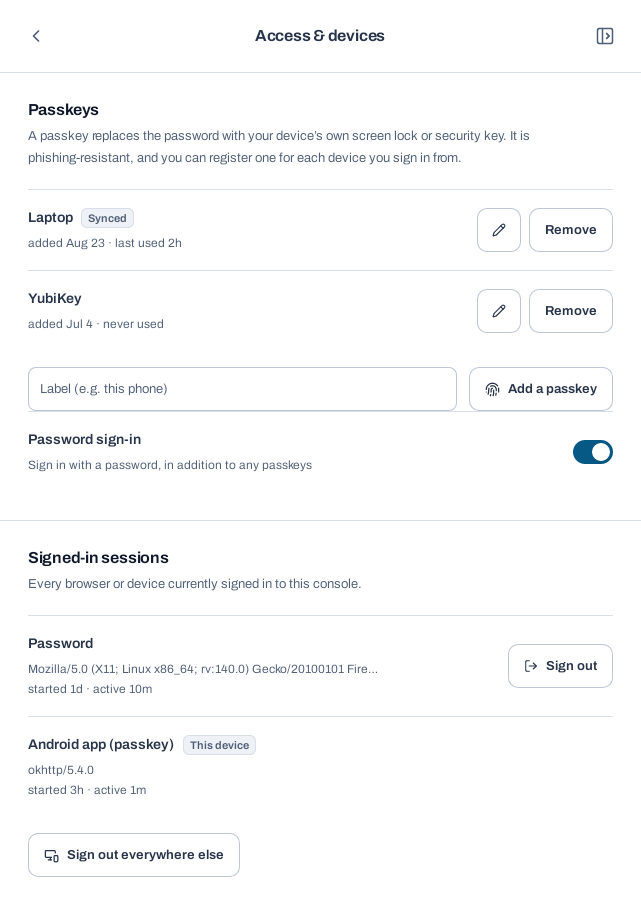 Access & devices
Passkeys
A passkey replaces the password with your device's own screen lock or security key. It is
phishing-resistant, and you can register one for each device you sign in from.
Laptop Synced
added Aug 23 · last used 2h
Remove
YubiKey
added Jul 4 · never used
Remove
Label (e.g. this phone)
Add a passkey
Password sign-in
Sign in with a password, in addition to any passkeys
Signed-in sessions
Every browser or device currently signed in to this console.
Password
Mozilla/5.0 (X11; Linux x86_64; rv:140.0) Gecko/20100101 Fire…
started 1d · active 10m
Sign out
Android app (passkey) This device
okhttp/5.4.0
started 3h · active 1m
Sign out everywhere else